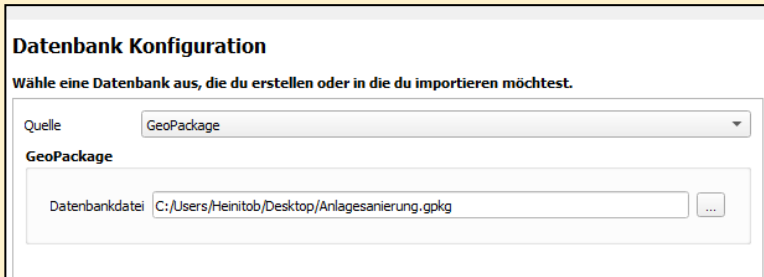 Datenbank Konfiguration
Wähle eine Datenbank aus, die du erstellen oder in die du importieren möchtest.
Quelle GeoPackage
GeoPackage
Datenbankdatei C:/Users/Heinitob/Desktop/Anlagesanierung.gpkg ...